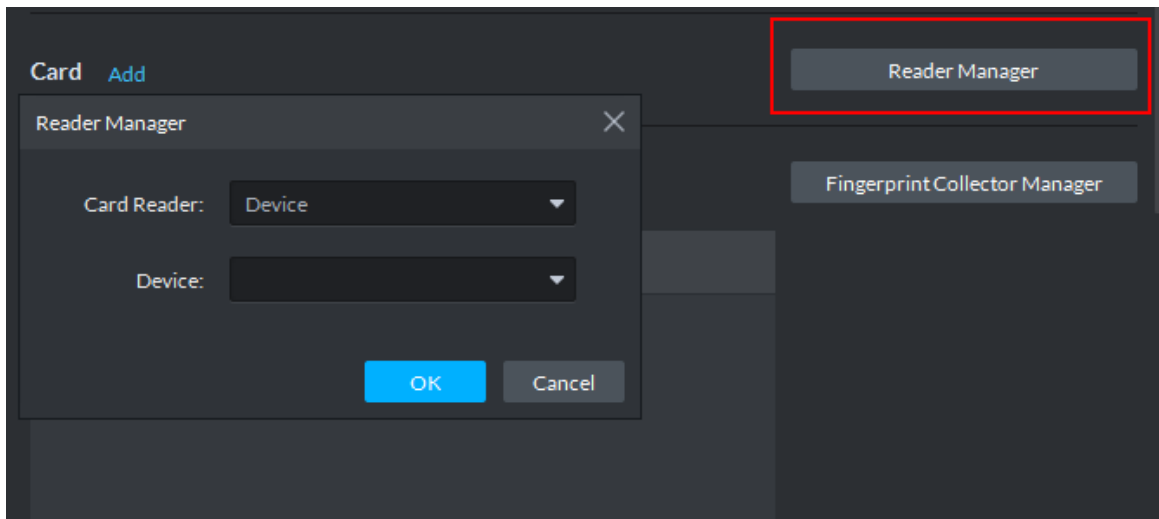 Card Add
Reader Manager
Reader Manager
Fingerprint Collector Manager
Card Reader: Device
Device:
OK Cancel